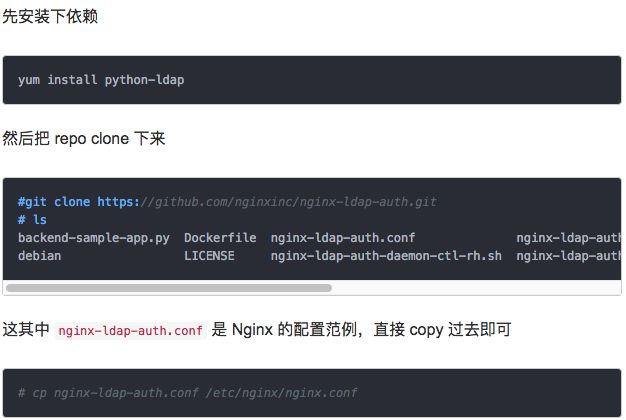 先安装下依赖
yum install python-ldap
然后把 repo clone 下来
#git clone https://github.com/nginxinc/nginx-ldap-auth.git
# ls
backend-sample-app.py  Dockerfile  nginx-ldap-auth.conf              nginx-ldap-auth
debian                 LICENSE     nginx-ldap-auth-daemon-ctl-rh.sh  nginx-ldap-auth
这其中 nginx-ldap-auth.conf 是 Nginx 的配置范例，直接 copy 过去即可
# cp nginx-ldap-auth.conf /etc/nginx/nginx.conf